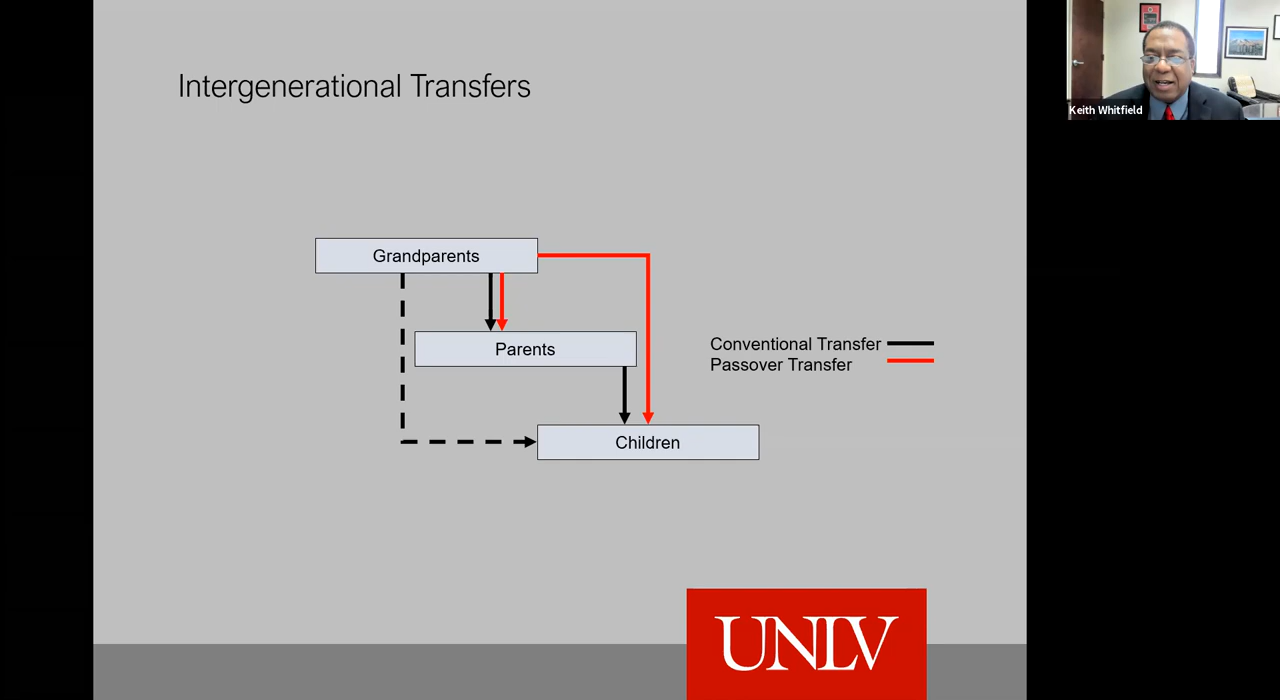 Intergenerational Transfers
Keith Whitfield
Grandparents
Parents
Conventional Transfer
Passover Transfer
Children
UNLV